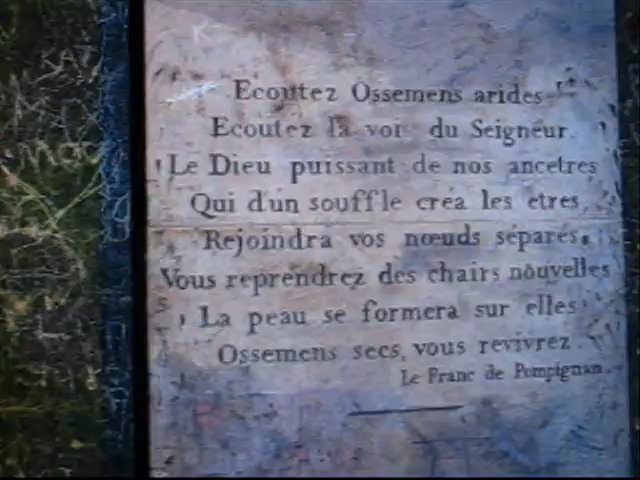 Ecouttez Ossemens arides
Ecoutez la voix du Seigneur
Le Dieu puissant de nos ancetres
Qui d'un souffle créa les etres,
Rejoindra vos nœuds séparés.
Vous reprendrez des chairs nouvelles
La peau se formera sur elles
Ossemens secs, vous revivrez.
Le Franc de Pompignan.